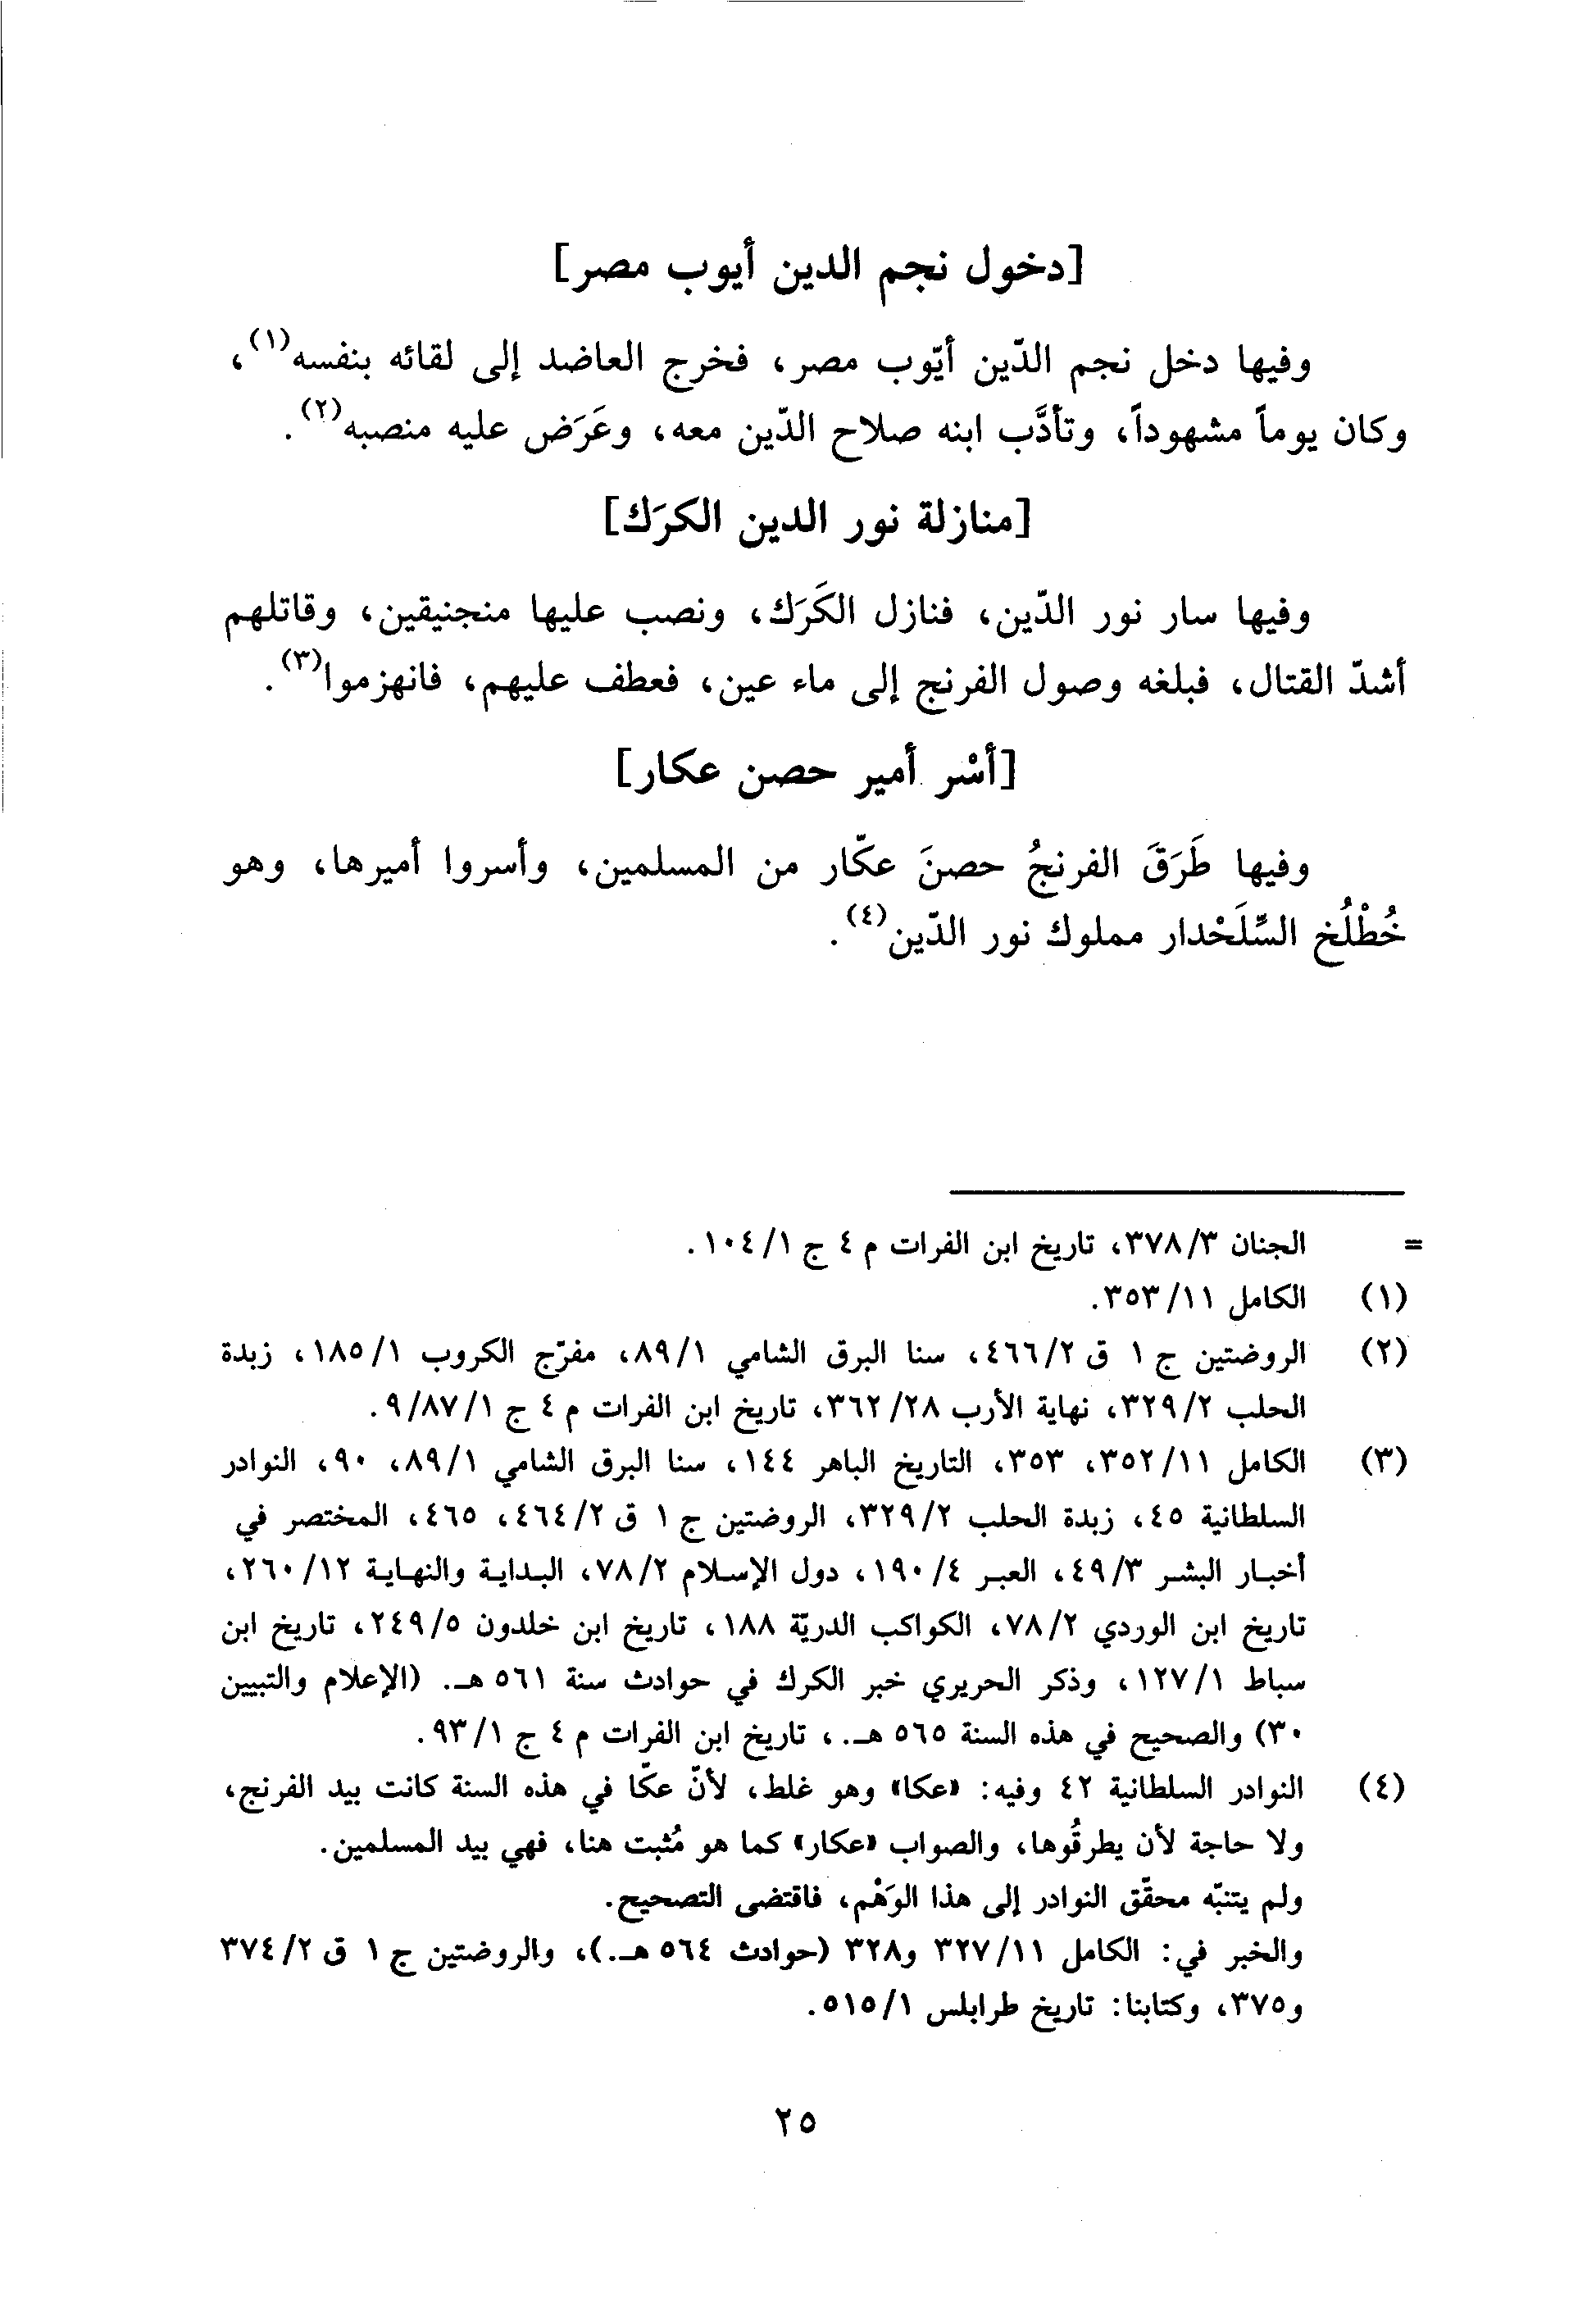 [دخول نجم الدين أيوب مصر]
وفيها دخل نجم الدّين أيّوب مصر، فخرج العاضد إلى لقائه بنفسه(١)،
وكان يوماً مشهوداً، وتأدَّب ابنه صلاح الدّين معه، وعَرَض عليه منصبه(٢).
[منازلة نور الدين الكرَك]
وفيها سار نور الدّين، فنازل الكَرَك، ونصب عليها منجنيقين، وقاتلهم
أشدّ القتال، فبلغه وصول الفرنج إلى ماء عين، فعطف عليهم، فانهزموا(٣).
[أسْر أمير حصن عكار]
وفيها طَرَقَ الفرنجُ حصنَ عكّار من المسلمين، وأسروا أميرها، وهو
خُطْلُخ السِّلَحْدار مملوك نور الدّين(٤).
= الجنان ٣/ ٣٧٨، تاريخ ابن الفرات م ٤ ج ١/ ١٠٤.
(١) الكامل ١١/ ٣٥٣.
(٢) الروضتين ج ١ ق ٢/ ٤٦٦، سنا البرق الشامي ١/ ٨٩، مفرّج الكروب ١/ ١٨٥، زبدة
الحلب ٢/ ٣٢٩، نهاية الأرب ٢٨/ ٣٦٢، تاريخ ابن الفرات م ٤ ج ١/ ٨٧/ ٩.
(٣) الكامل ١١/ ٣٥٢، ٣٥٣، التاريخ الباهر ١٤٤، سنا البرق الشامي ١/ ٨٩، ٩٠، النوادر
السلطانية ٤٥، زبدة الحلب ٢/ ٣٢٩، الروضتين ج ١ ق ٢/ ٤٦٤، ٤٦٥، المختصر في
أخبار البشر ٣/ ٤٩، العبر ٤/ ١٩٠، دول الإسلام ٢/ ٧٨، البداية والنهاية ١٢/ ٢٦٠،
تاريخ ابن الوردي ٢/ ٧٨، الكواكب الدريّة ١٨٨، تاريخ ابن خلدون ٥/ ٢٤٩، تاريخ ابن
سباط ١/ ١٢٧، وذكر الحريري خبر الكرك في حوادث سنة ٥٦١ هـ. (الإعلام والتبيين
٣٠) والصحيح في هذه السنة ٥٦٥ هـ.، تاريخ ابن الفرات م ٤ ج ١/ ٩٣.
(٤) النوادر السلطانية ٤٢ وفيه: «عكا» وهو غلط، لأنّ عكّا في هذه السنة كانت بيد الفرنج،
ولا حاجة لأن يطرقُوها، والصواب «عكار» كما هو مُثبت هنا، فهي بيد المسلمين.
ولم يتنبّه محقّق النوادر إلى هذا الوَهْم، فاقتضى التصحيح.
والخبر في: الكامل ١١/ ٣٢٧ و٣٢٨ (حوادث ٥٦٤ هـ.)، والروضتين ج ١ ق ٢/ ٣٧٤
و٣٧٥، وكتابنا: تاريخ طرابلس ١/ ٥١٥.
٢٥